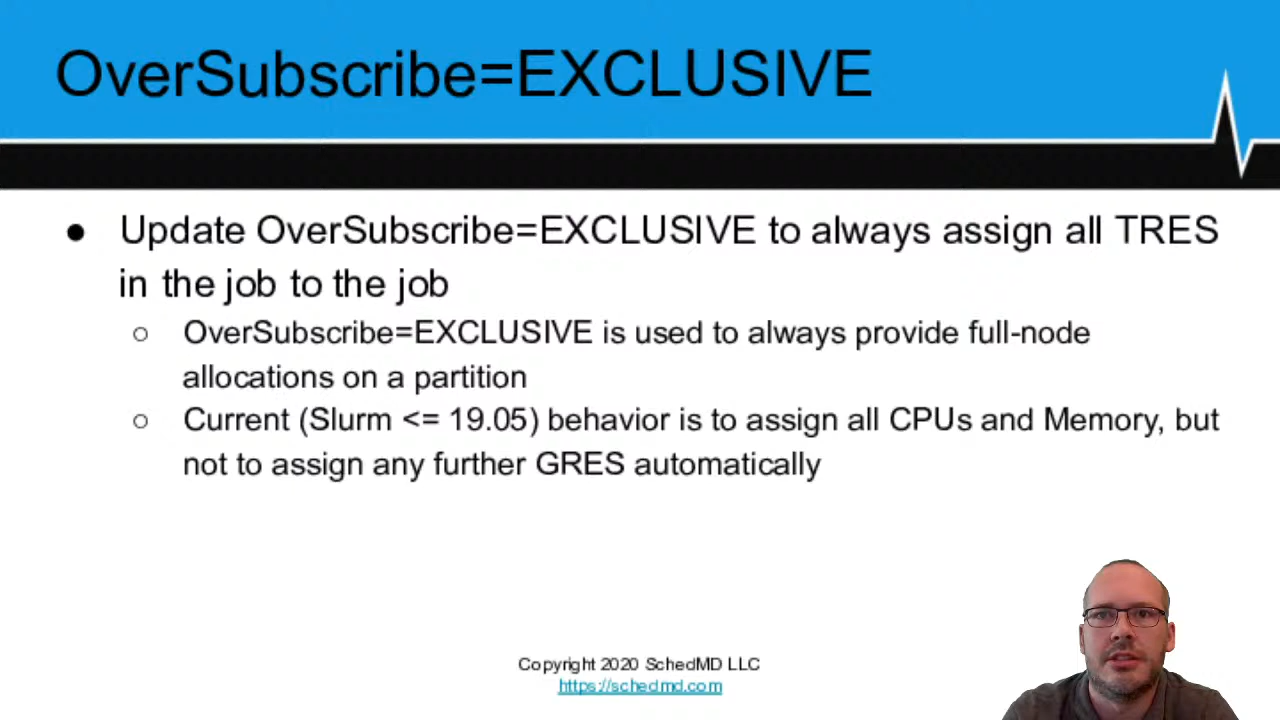 OverSubscribe=EXCLUSIVE
● Update OverSubscribe=EXCLUSIVE to always assign all TRES
in the job to the job
○ OverSubscribe=EXCLUSIVE is used to always provide full-node
allocations on a partition
○ Current (Slurm <= 19.05) behavior is to assign all CPUs and Memory, but
not to assign any further GRES automatically
Copyright 2020 SchedMD LLC
https://schedmd.com